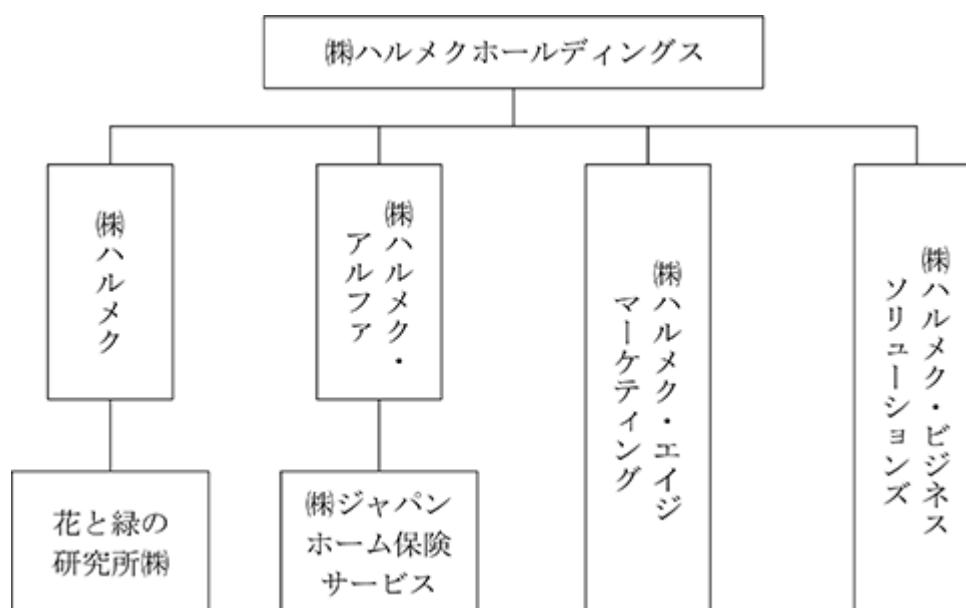 ㈱ハルメクホールディングス
㈱ハルメク
㈱ハルメク・
アルファ
㈱ハルメク・エイジ
マーケティング
㈱ハルメク・ビジネス
ソリューションズ
花と緑の
研究所㈱
㈱ジャパン
ホーム保険
サービス